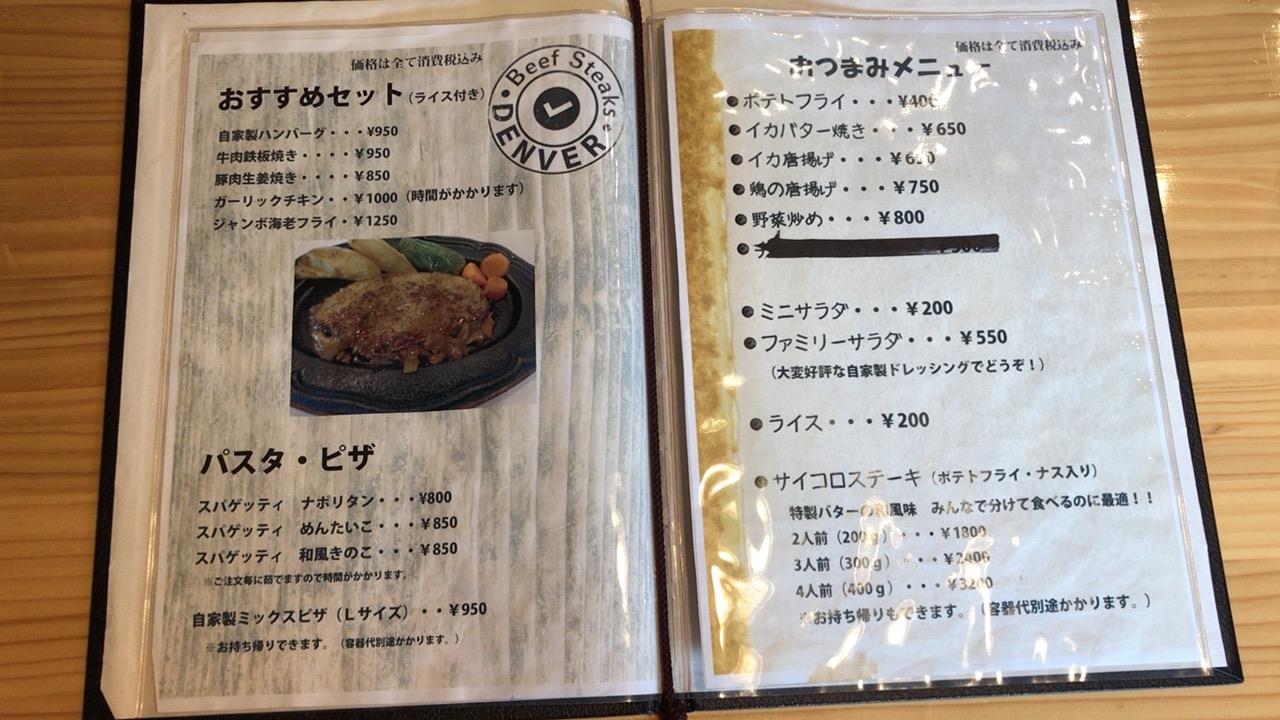 価格は全て消費税込み
おすすめセット（ライス付き）
Beef Steaks
DENVER
自家製ハンバーグ・・・¥950
牛肉鉄板焼き・・・・¥950
豚肉生姜焼き・・・・¥850
ガーリックチキン・・¥1000（時間がかかります）
ジャンボ海老フライ・¥1250
パスタ・ピザ
スパゲッティ　ナポリタン・・・¥800
スパゲッティ　めんたいこ・・・¥850
スパゲッティ　和風きのこ・・・¥850
※ご注文毎に茹でますので時間がかかります。
自家製ミックスピザ（Lサイズ）・・¥950
※お持ち帰りできます。（容器代別途かかります。）
価格は全て消費税込み
おつまみメニュー
●ポテトフライ・・・¥400
●イカバター焼き・・・¥650
●イカ唐揚げ・・・
●鶏の唐揚げ・・・¥750
●野菜炒め・・・¥800
●ミニサラダ・・・¥200
●ファミリーサラダ・・・¥550
（大変好評な自家製ドレッシングでどうぞ！）
●ライス・・・¥200
●サイコロステーキ（ポテトフライ・ナス入り）
特製バターの和風味　みんなで分けて食べるのに最適！！
2人前（200g）・・・¥1800
3人前（300g）・・・
4人前（400g）・・・¥3200
※お持ち帰りもできます。（容器代別途かかります。）